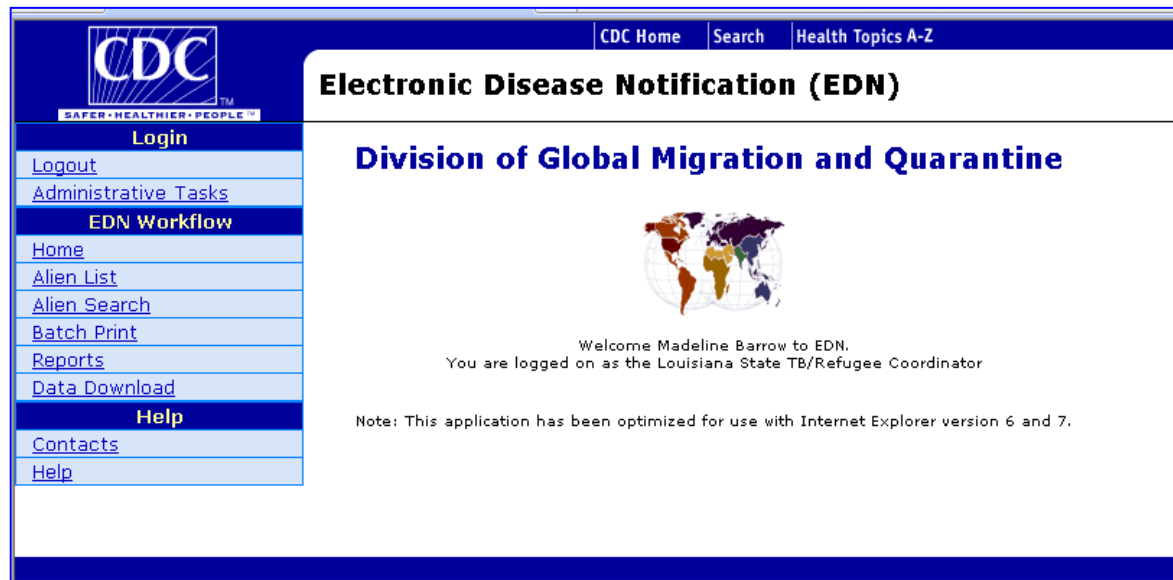 CDC Home Search Health Topics A-Z
CDC
TM
SAFER•HEALTHIER•PEOPLE™
Electronic Disease Notification (EDN)
Login
Logout
Administrative Tasks
EDN Workflow
Home
Alien List
Alien Search
Batch Print
Reports
Data Download
Help
Contacts
Help
Division of Global Migration and Quarantine
Welcome Madeline Barrow to EDN.
You are logged on as the Louisiana State TB/Refugee Coordinator
Note: This application has been optimized for use with Internet Explorer version 6 and 7.